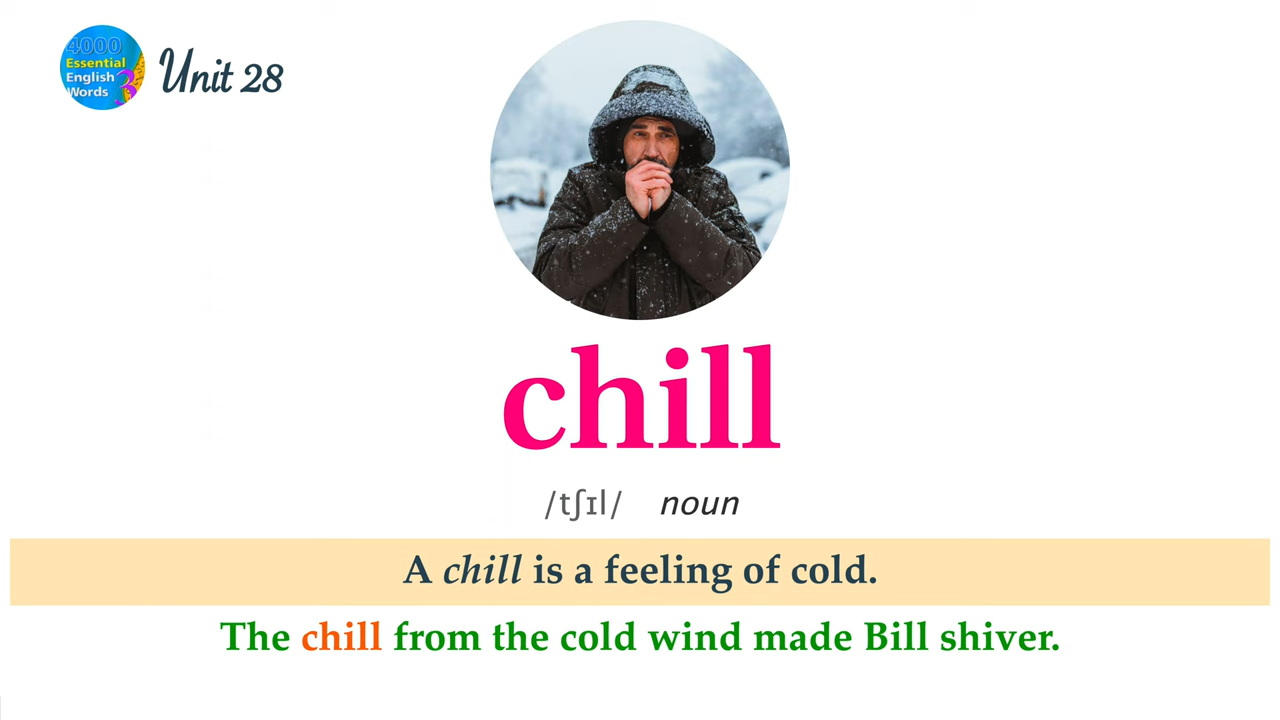 4000
Essential
English
Words 3
Unit 28
chill
/tʃɪl/ noun
A chill is a feeling of cold.
The chill from the cold wind made Bill shiver.